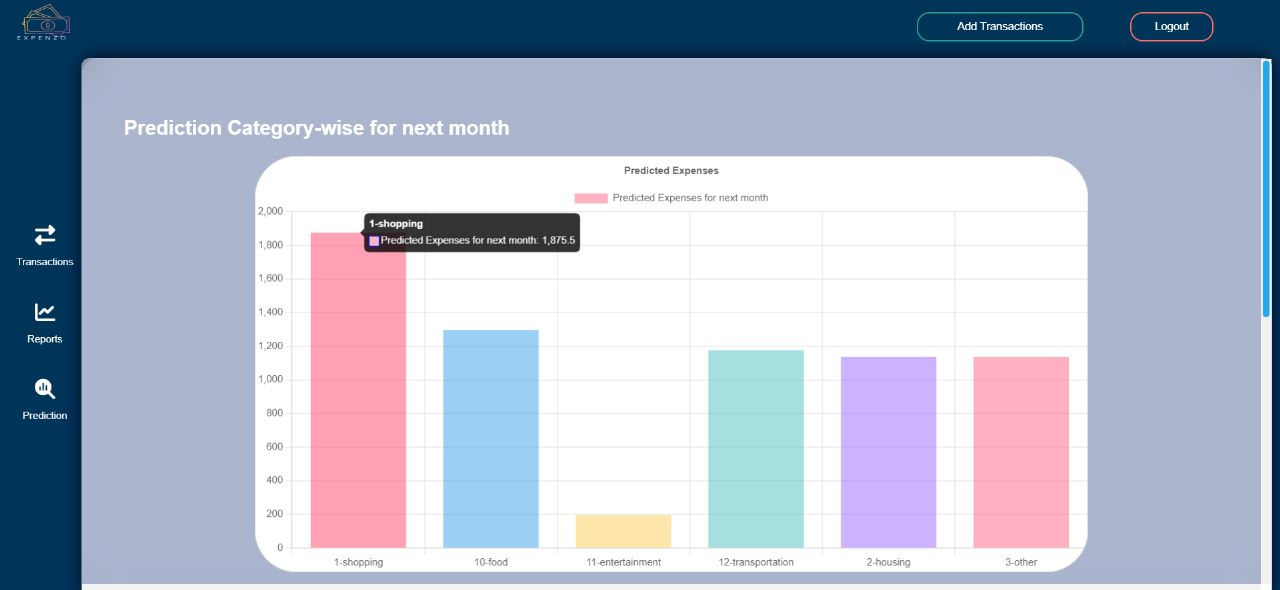 EXPENZO
Add Transactions
Logout
Prediction Category-wise for next month
Predicted Expenses
Predicted Expenses for next month
1-shopping
Predicted Expenses for next month: 1,875.5
2,000
1,800
1,600
1,400
1,200
1,000
800
600
400
200
0
1-shopping 10-food 11-entertainment 12-transportation 2-housing 3-other
Transactions
Reports
Prediction